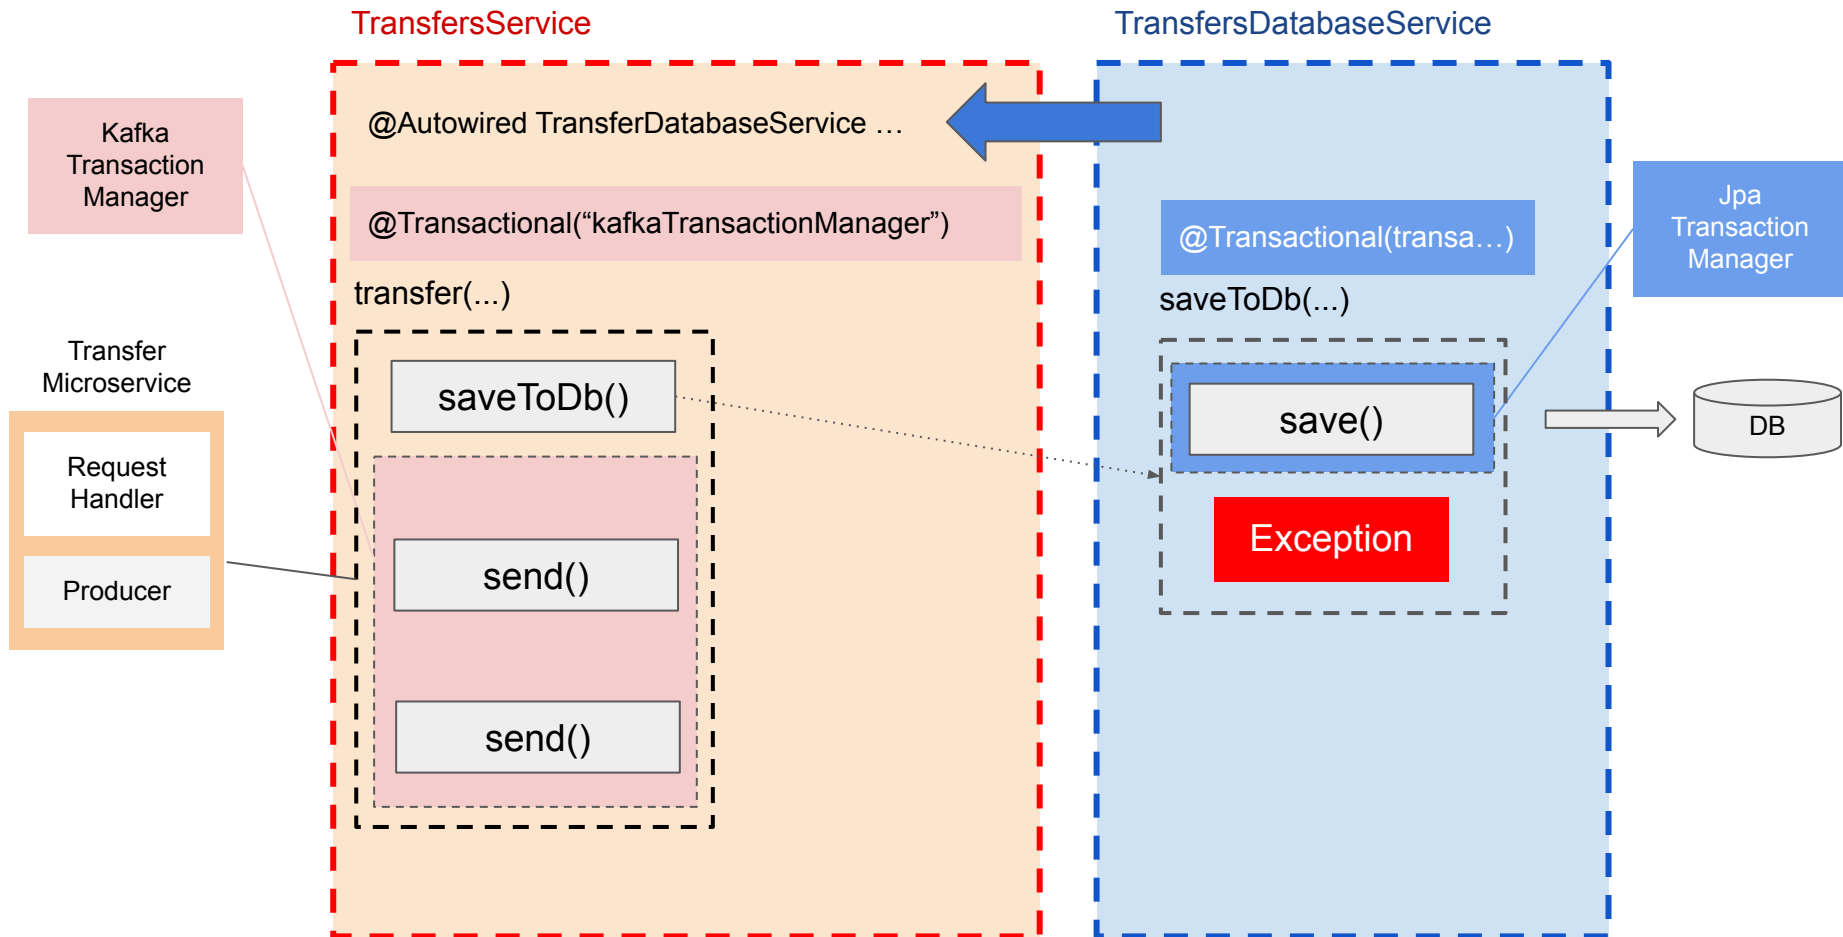 TransfersService
TransfersDatabaseService
Kafka
Transaction
Manager
@Autowired TransferDatabaseService …
@Transactional(“kafkaTransactionManager”)
@Transactional(transa…)
Jpa
Transaction
Manager
transfer(...)
saveToDb(...)
Transfer
Microservice
Request
Handler
Producer
saveToDb()
send()
send()
save()
Exception
DB